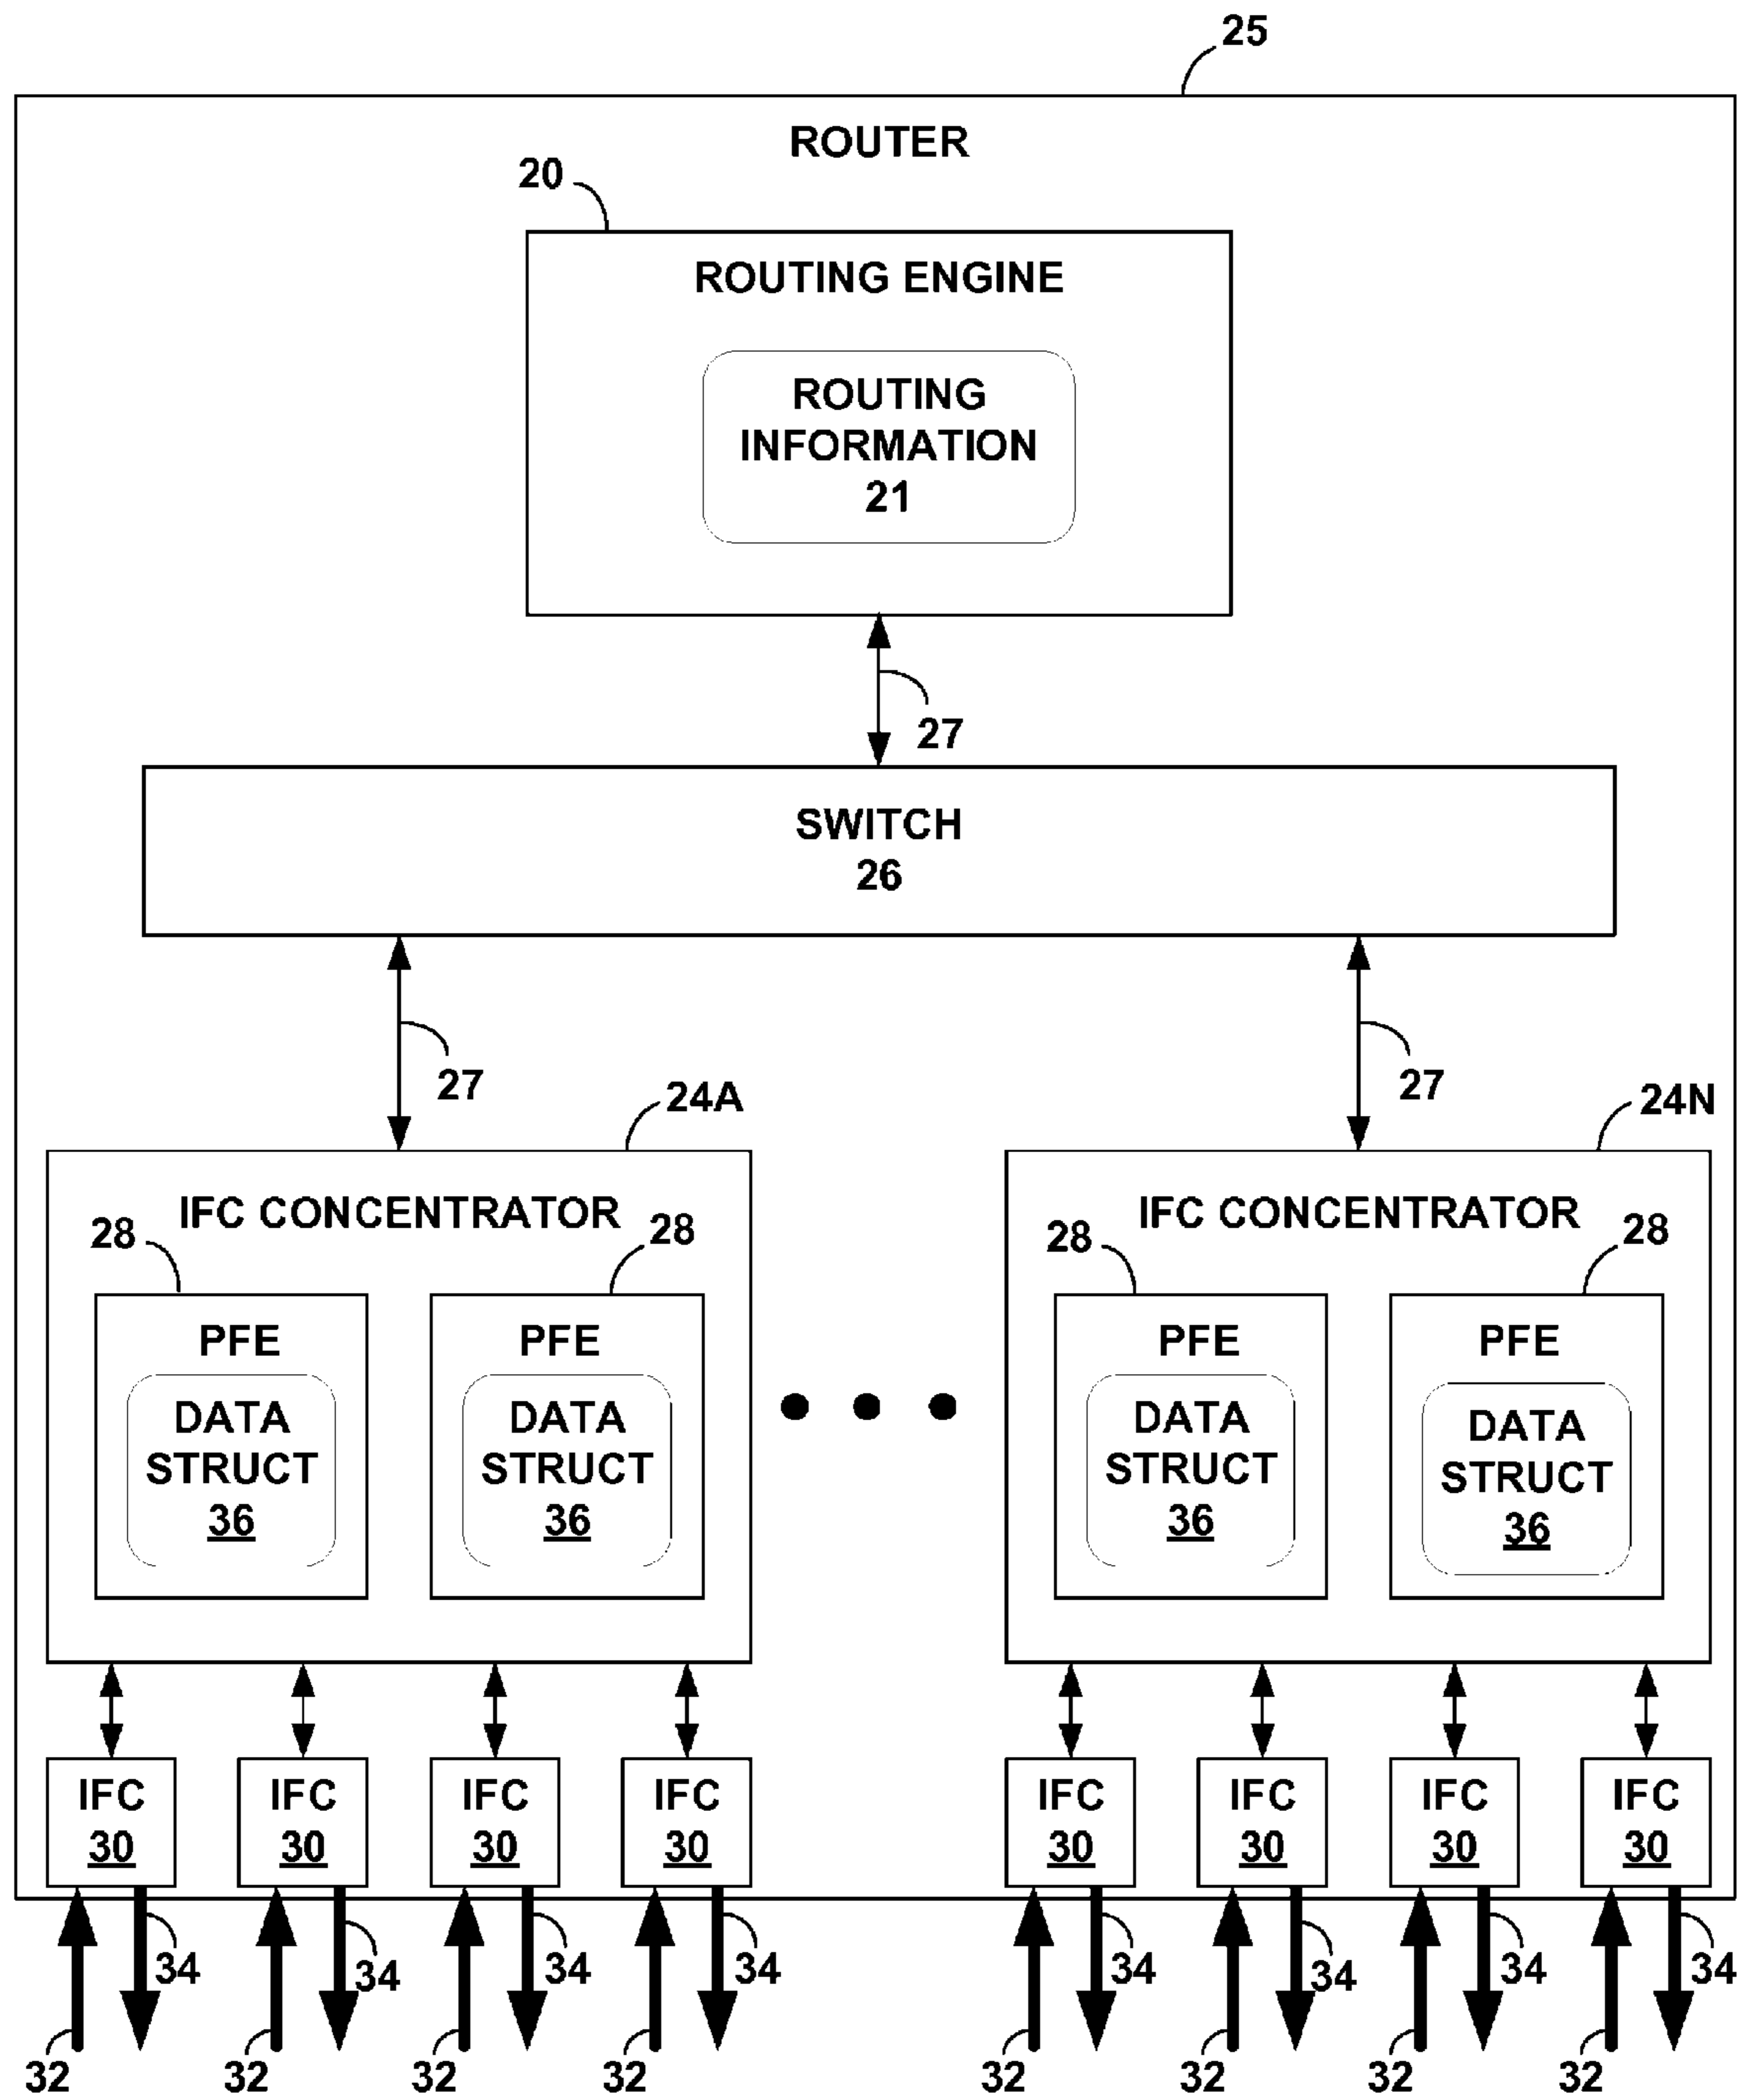 25
ROUTER
20
ROUTING ENGINE
ROUTING
INFORMATION
21
27
SWITCH
26
27
27
24A
24N
IFC CONCENTRATOR
IFC CONCENTRATOR
28
28
28
28
PFE
PFE
PFE
PFE
DATA
STRUCT
36
DATA
STRUCT
36
DATA
STRUCT
36
DATA
STRUCT
36
IFC
30
IFC
30
IFC
30
IFC
30
IFC
30
IFC
30
IFC
30
IFC
30
34
34
34
34
34
34
34
34
32
32
32
32
32
32
32
32